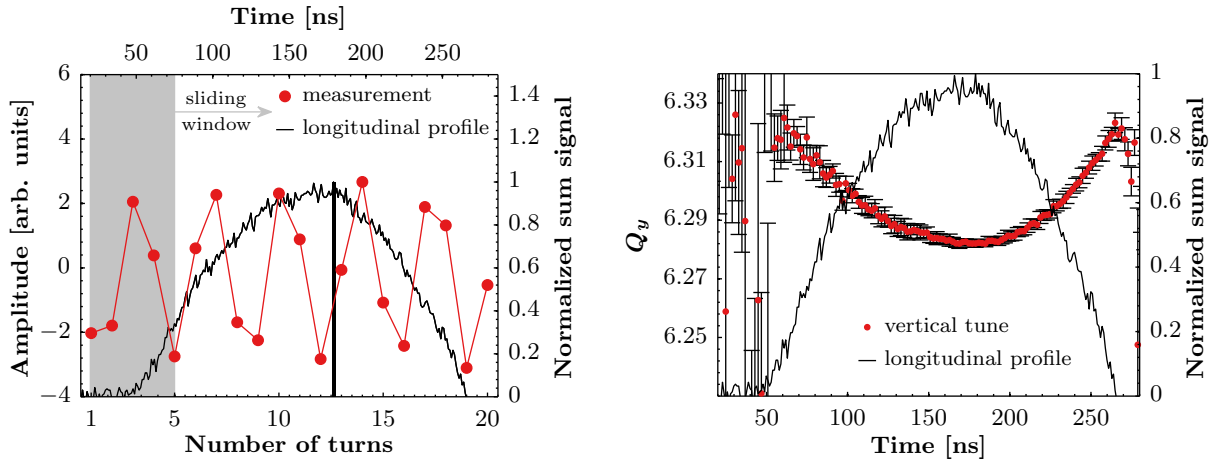 Time [ns]
50 100 150 200 250
6
4
2
0
−2
−4
Amplitude [arb. units]
sliding
window
measurement
longitudinal profile
1.4
1.2
1
0.8
0.6
0.4
0.2
0
Normalized sum signal
1 5 10 15 20
Number of turns
6.33
6.31
6.29
6.27
6.25
Q_y
vertical tune
longitudinal profile
1
0.8
0.6
0.4
0.2
0
Normalized sum signal
50 100 150 200 250
Time [ns]